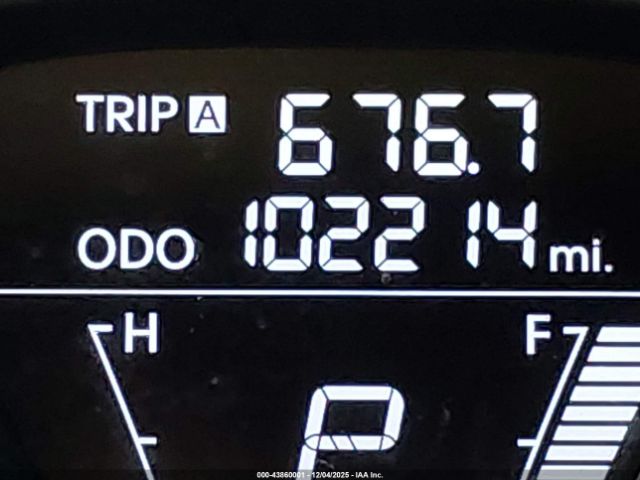 TRIP A 676.7
ODO 102214 mi.
H F
P
000-43860001 - 12/04/2025 - IAA Inc.